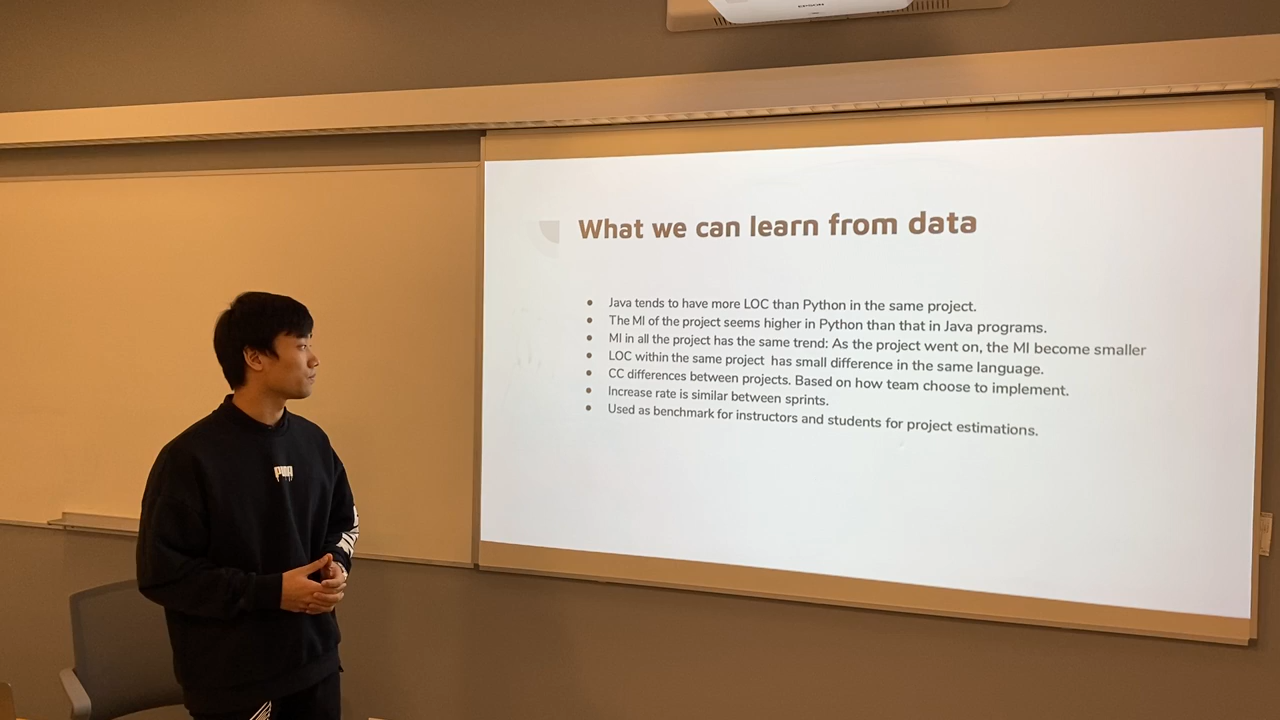 EPSON
What we can learn from data
Java tends to have more LOC than Python in the same project.
The MI of the project seems higher in Python than that in Java programs.
MI in all the project has the same trend: As the project went on, the MI become smaller
LOC within the same project has small difference in the same language.
CC differences between projects. Based on how team choose to implement.
Increase rate is similar between sprints.
Used as benchmark for instructors and students for project estimations.